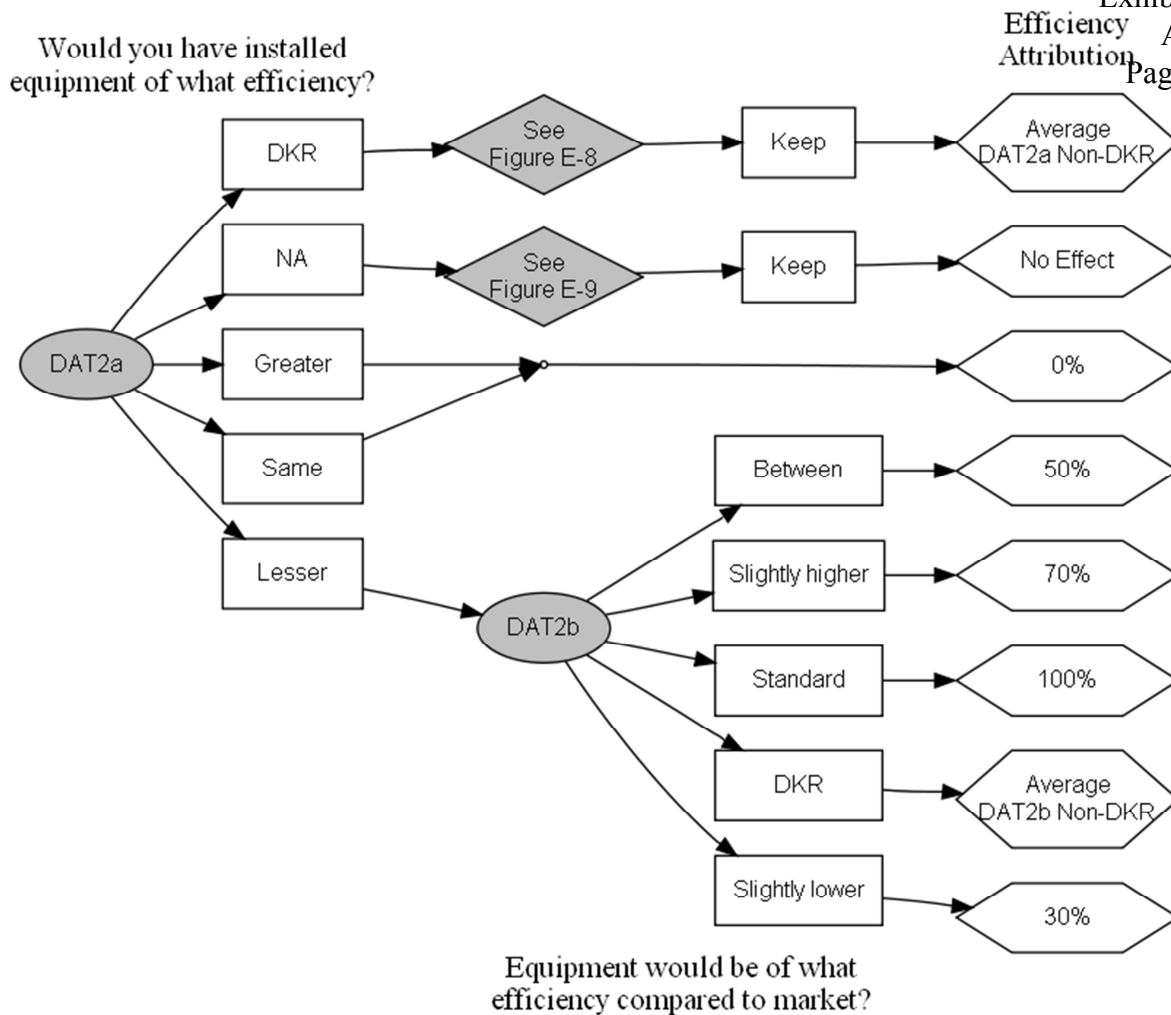 Would you have installed
equipment of what efficiency?
Efficiency
Attribution
A
Pag
DKR
See
Figure E-8
Keep
Average
DAT2a Non-DKR
NA
See
Figure E-9
Keep
No Effect
DAT2a
Greater
0%
Same
Between
50%
Lesser
Slightly higher
70%
DAT2b
Standard
100%
DKR
Average
DAT2b Non-DKR
Slightly lower
30%
Equipment would be of what
efficiency compared to market?